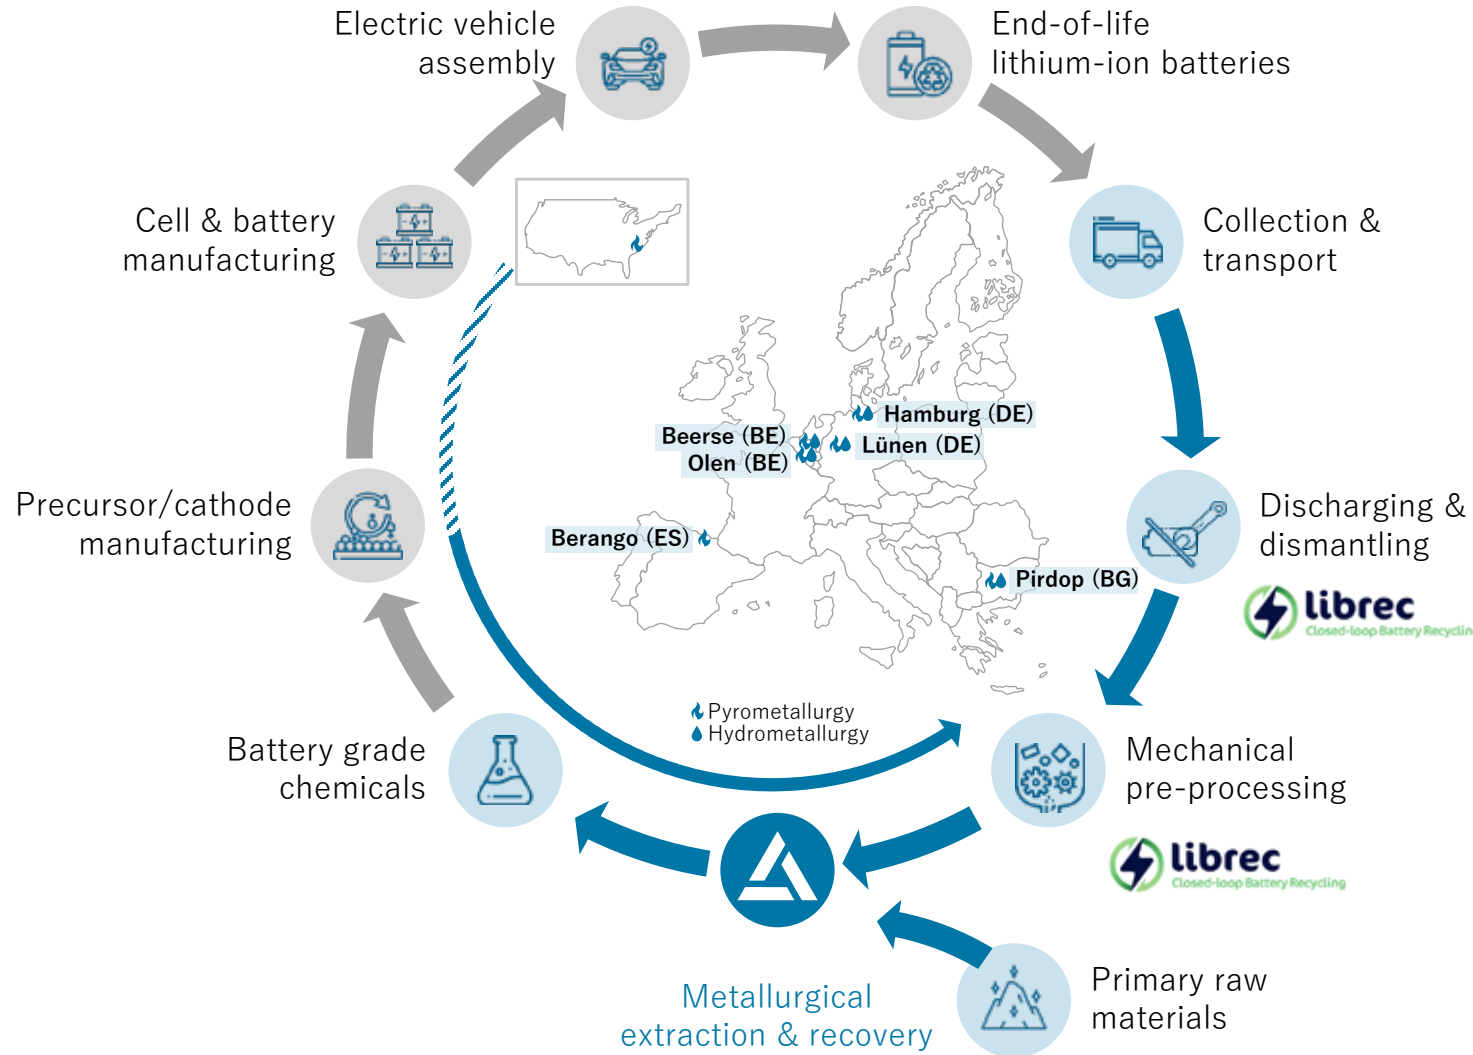 Electric vehicle
assembly
End-of-life
lithium-ion batteries
Cell & battery
manufacturing
Collection &
transport
Hamburg (DE)
Beerse (BE)
Lünen (DE)
Olen (BE)
Precursor/cathode
manufacturing
Discharging &
dismantling
Berango (ES)
Pirdop (BG)
librec
Closed-loop Battery Recyclin
Pyrometallurgy
Hydrometallurgy
Battery grade
chemicals
Mechanical
pre-processing
librec
Closed-loop Battery Recycling
Metallurgical
extraction & recovery
Primary raw
materials